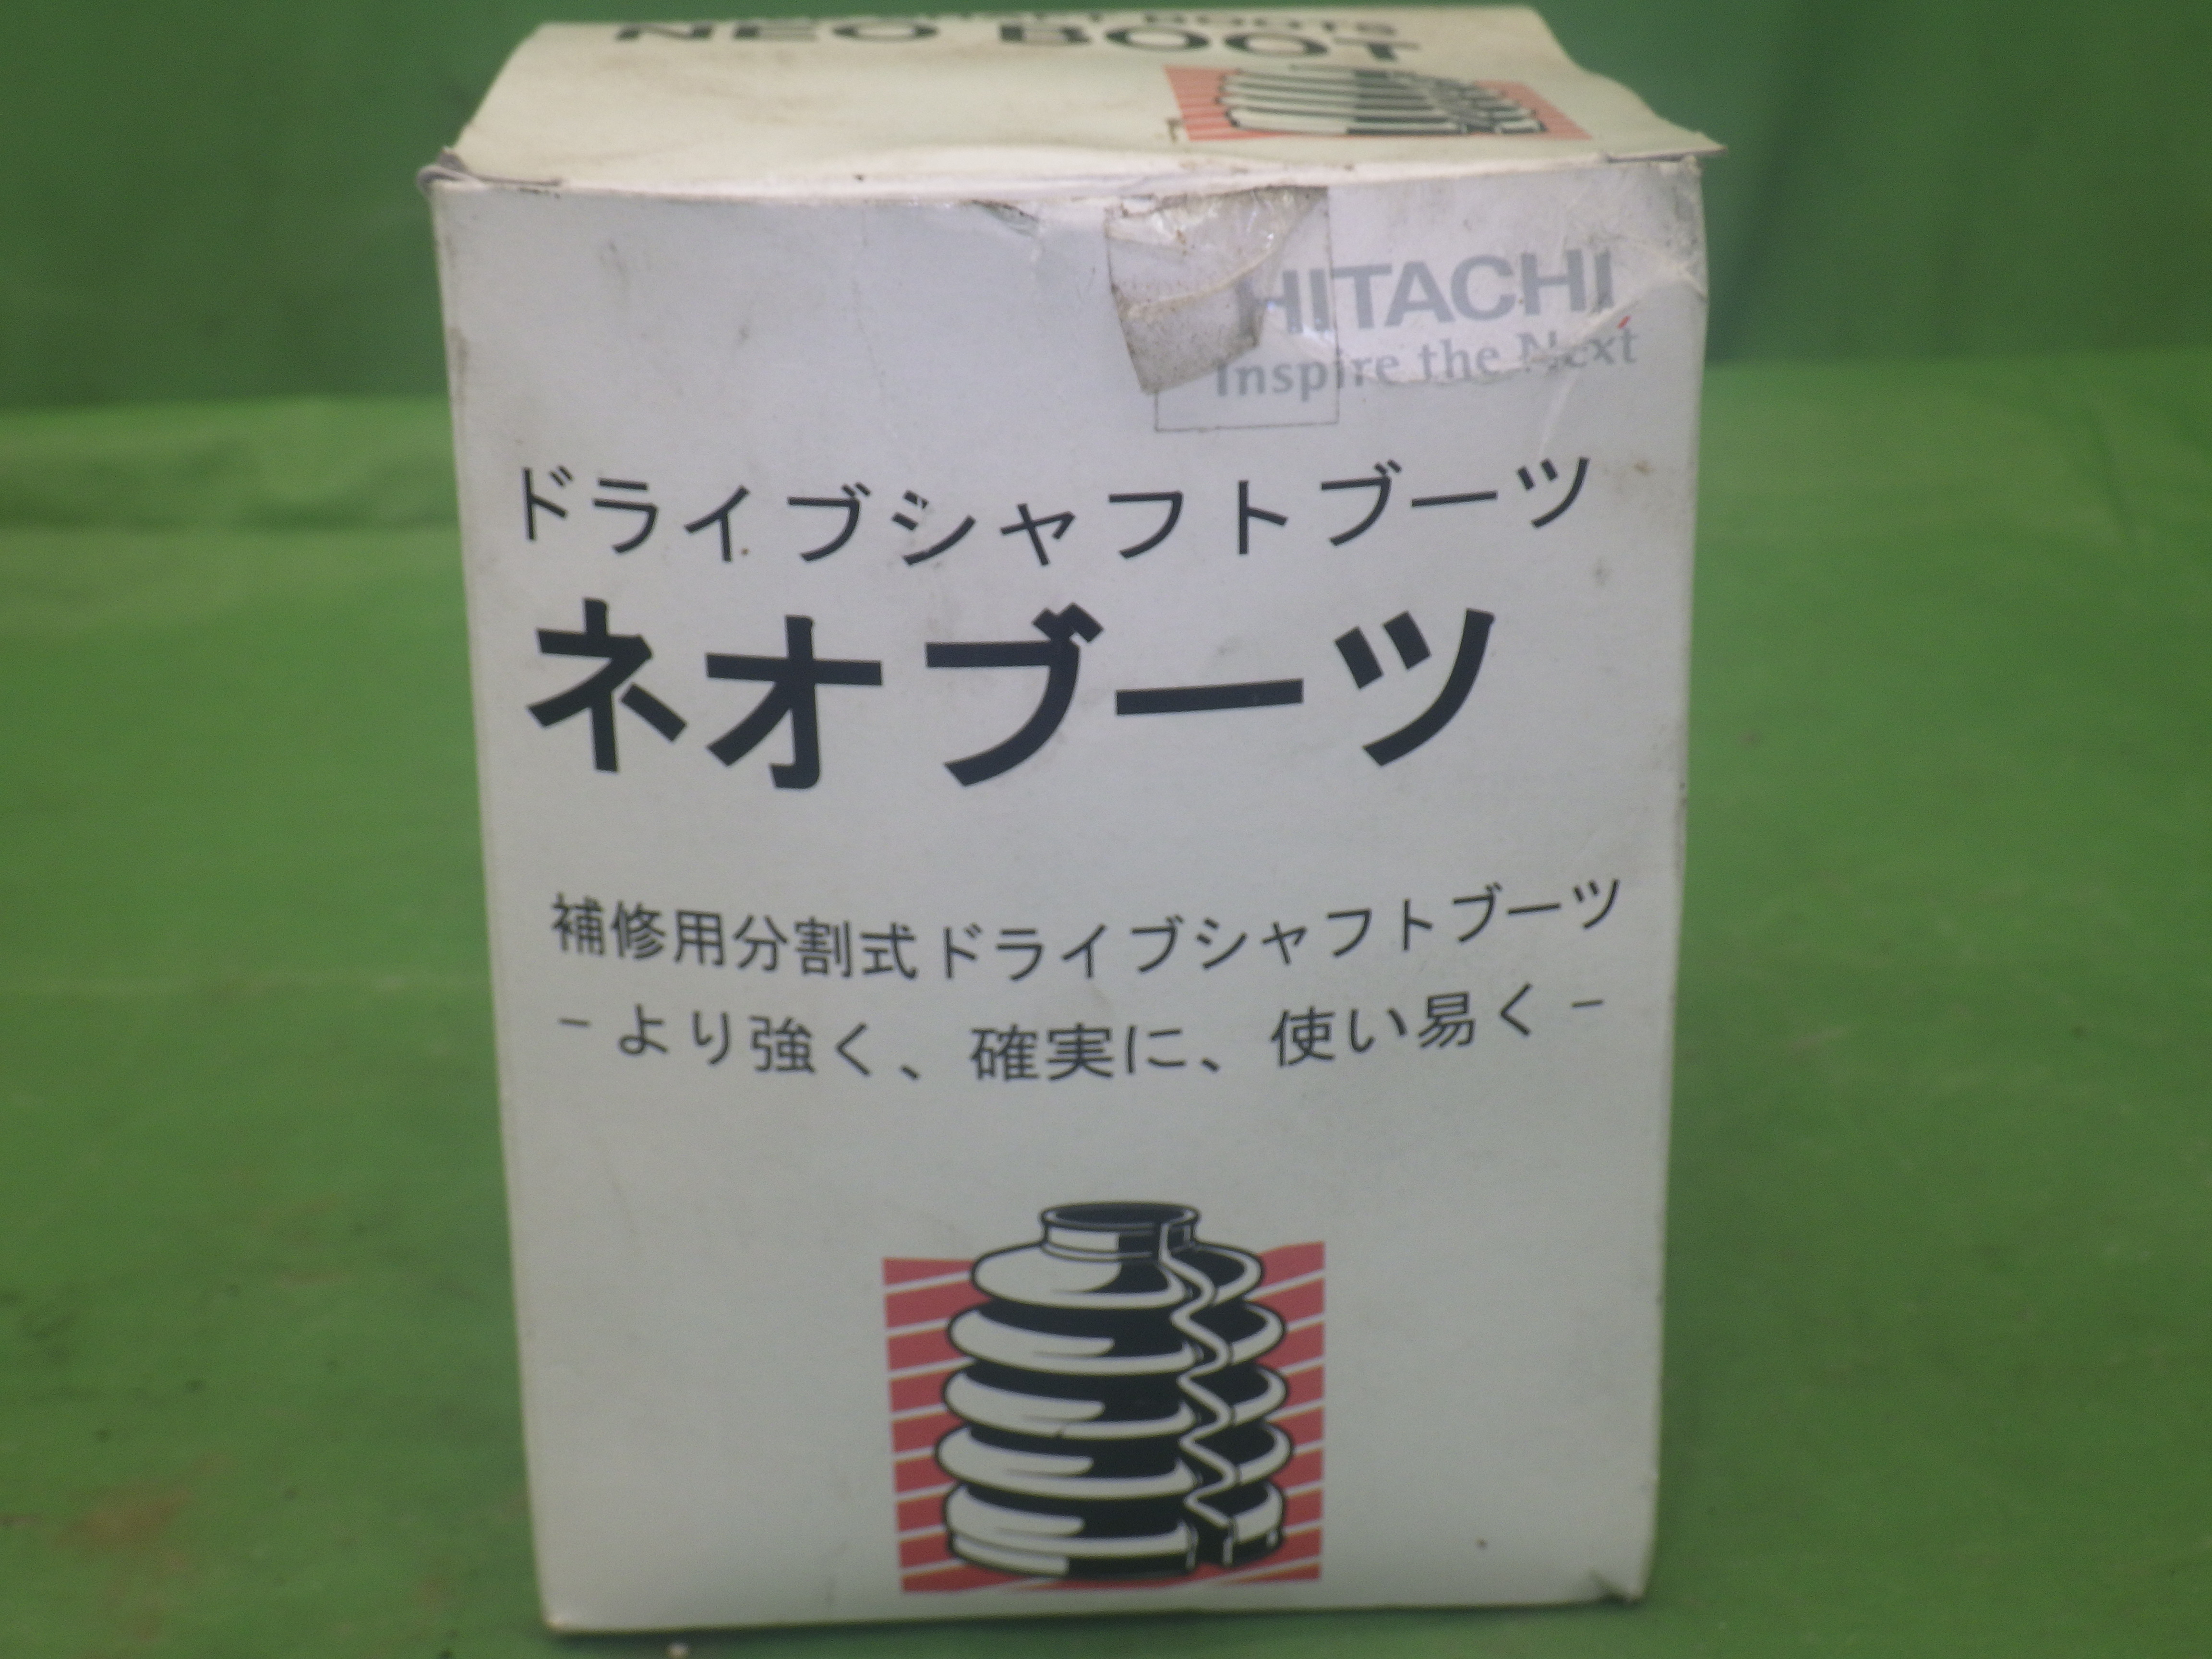 NEO BOOT
HITACHI
Inspire the Next
ドライブシャフトブーツ
ネオブーツ
補修用分割式ドライブシャフトブーツ
-より強く、確実に、使い易く-